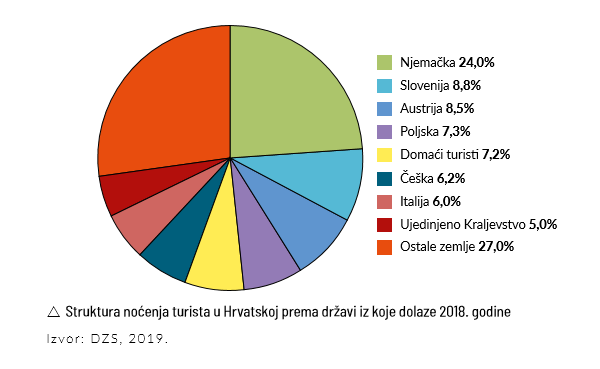 Njemačka 24,0%
Slovenija 8,8%
Austrija 8,5%
Poljska 7,3%
Domaći turisti 7,2%
Češka 6,2%
Italija 6,0%
Ujedinjeno Kraljevstvo 5,0%
Ostale zemlje 27,0%
△ Struktura noćenja turista u Hrvatskoj prema državi iz koje dolaze 2018. godine
Izvor: DZS, 2019.